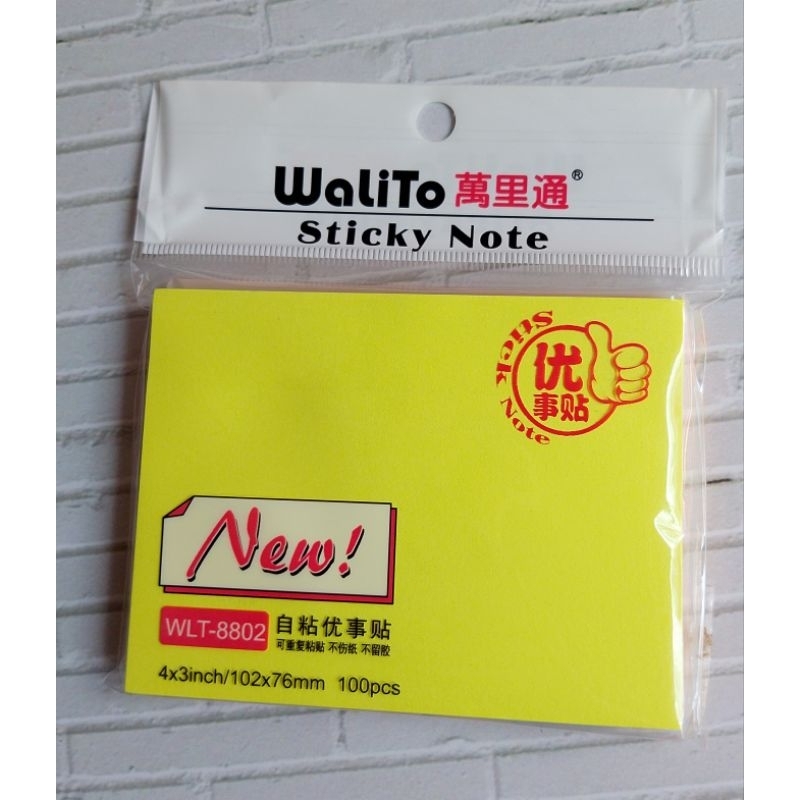 WaliTo 萬里通®
Sticky Note
Stick Note
优
事贴
New!
WLT-8802
自粘优事贴
可重复粘贴 不伤纸 不留胶
4x3inch/102x76mm 100pcs